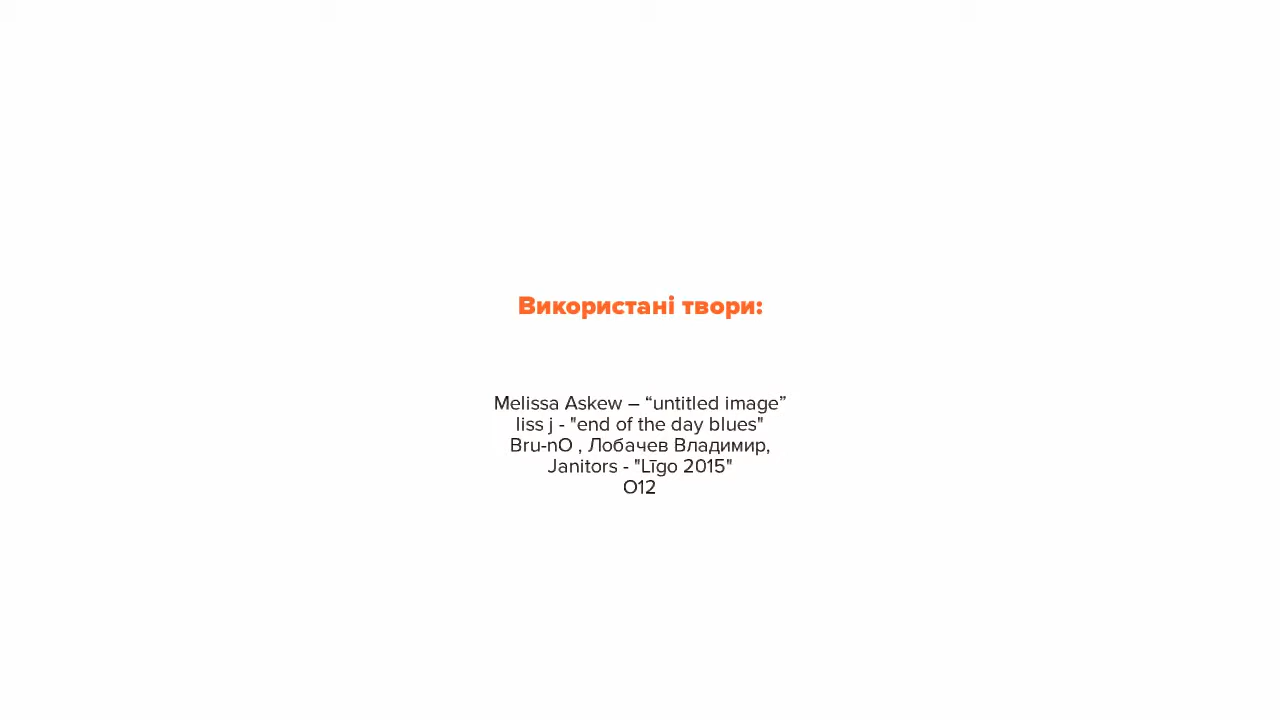 Використані твори:
Melissa Askew – “untitled image”
liss j - "end of the day blues"
Bru-nO , Лобачев Владимир,
Janitors - "Līgo 2015"
O12